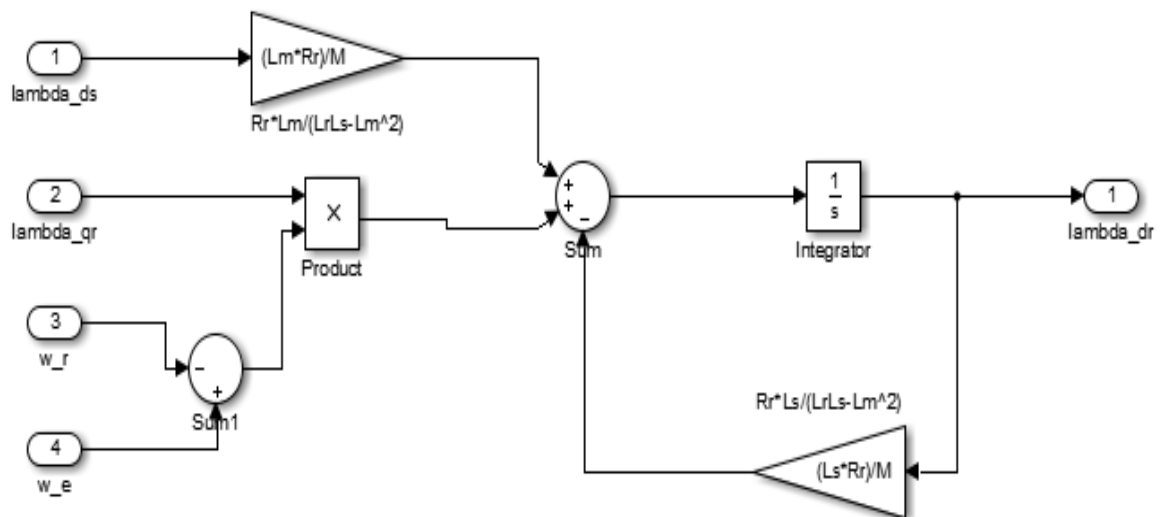 1
lambda_ds
(Lm*Rr)/M
Rr*Lm/(LrLs-Lm^2)
2
lambda_qr
X
Product
+
+
−
Sum
1
s
Integrator
1
lambda_dr
3
w_r
−
+
Sum1
4
w_e
Rr*Ls/(LrLs-Lm^2)
(Ls*Rr)/M